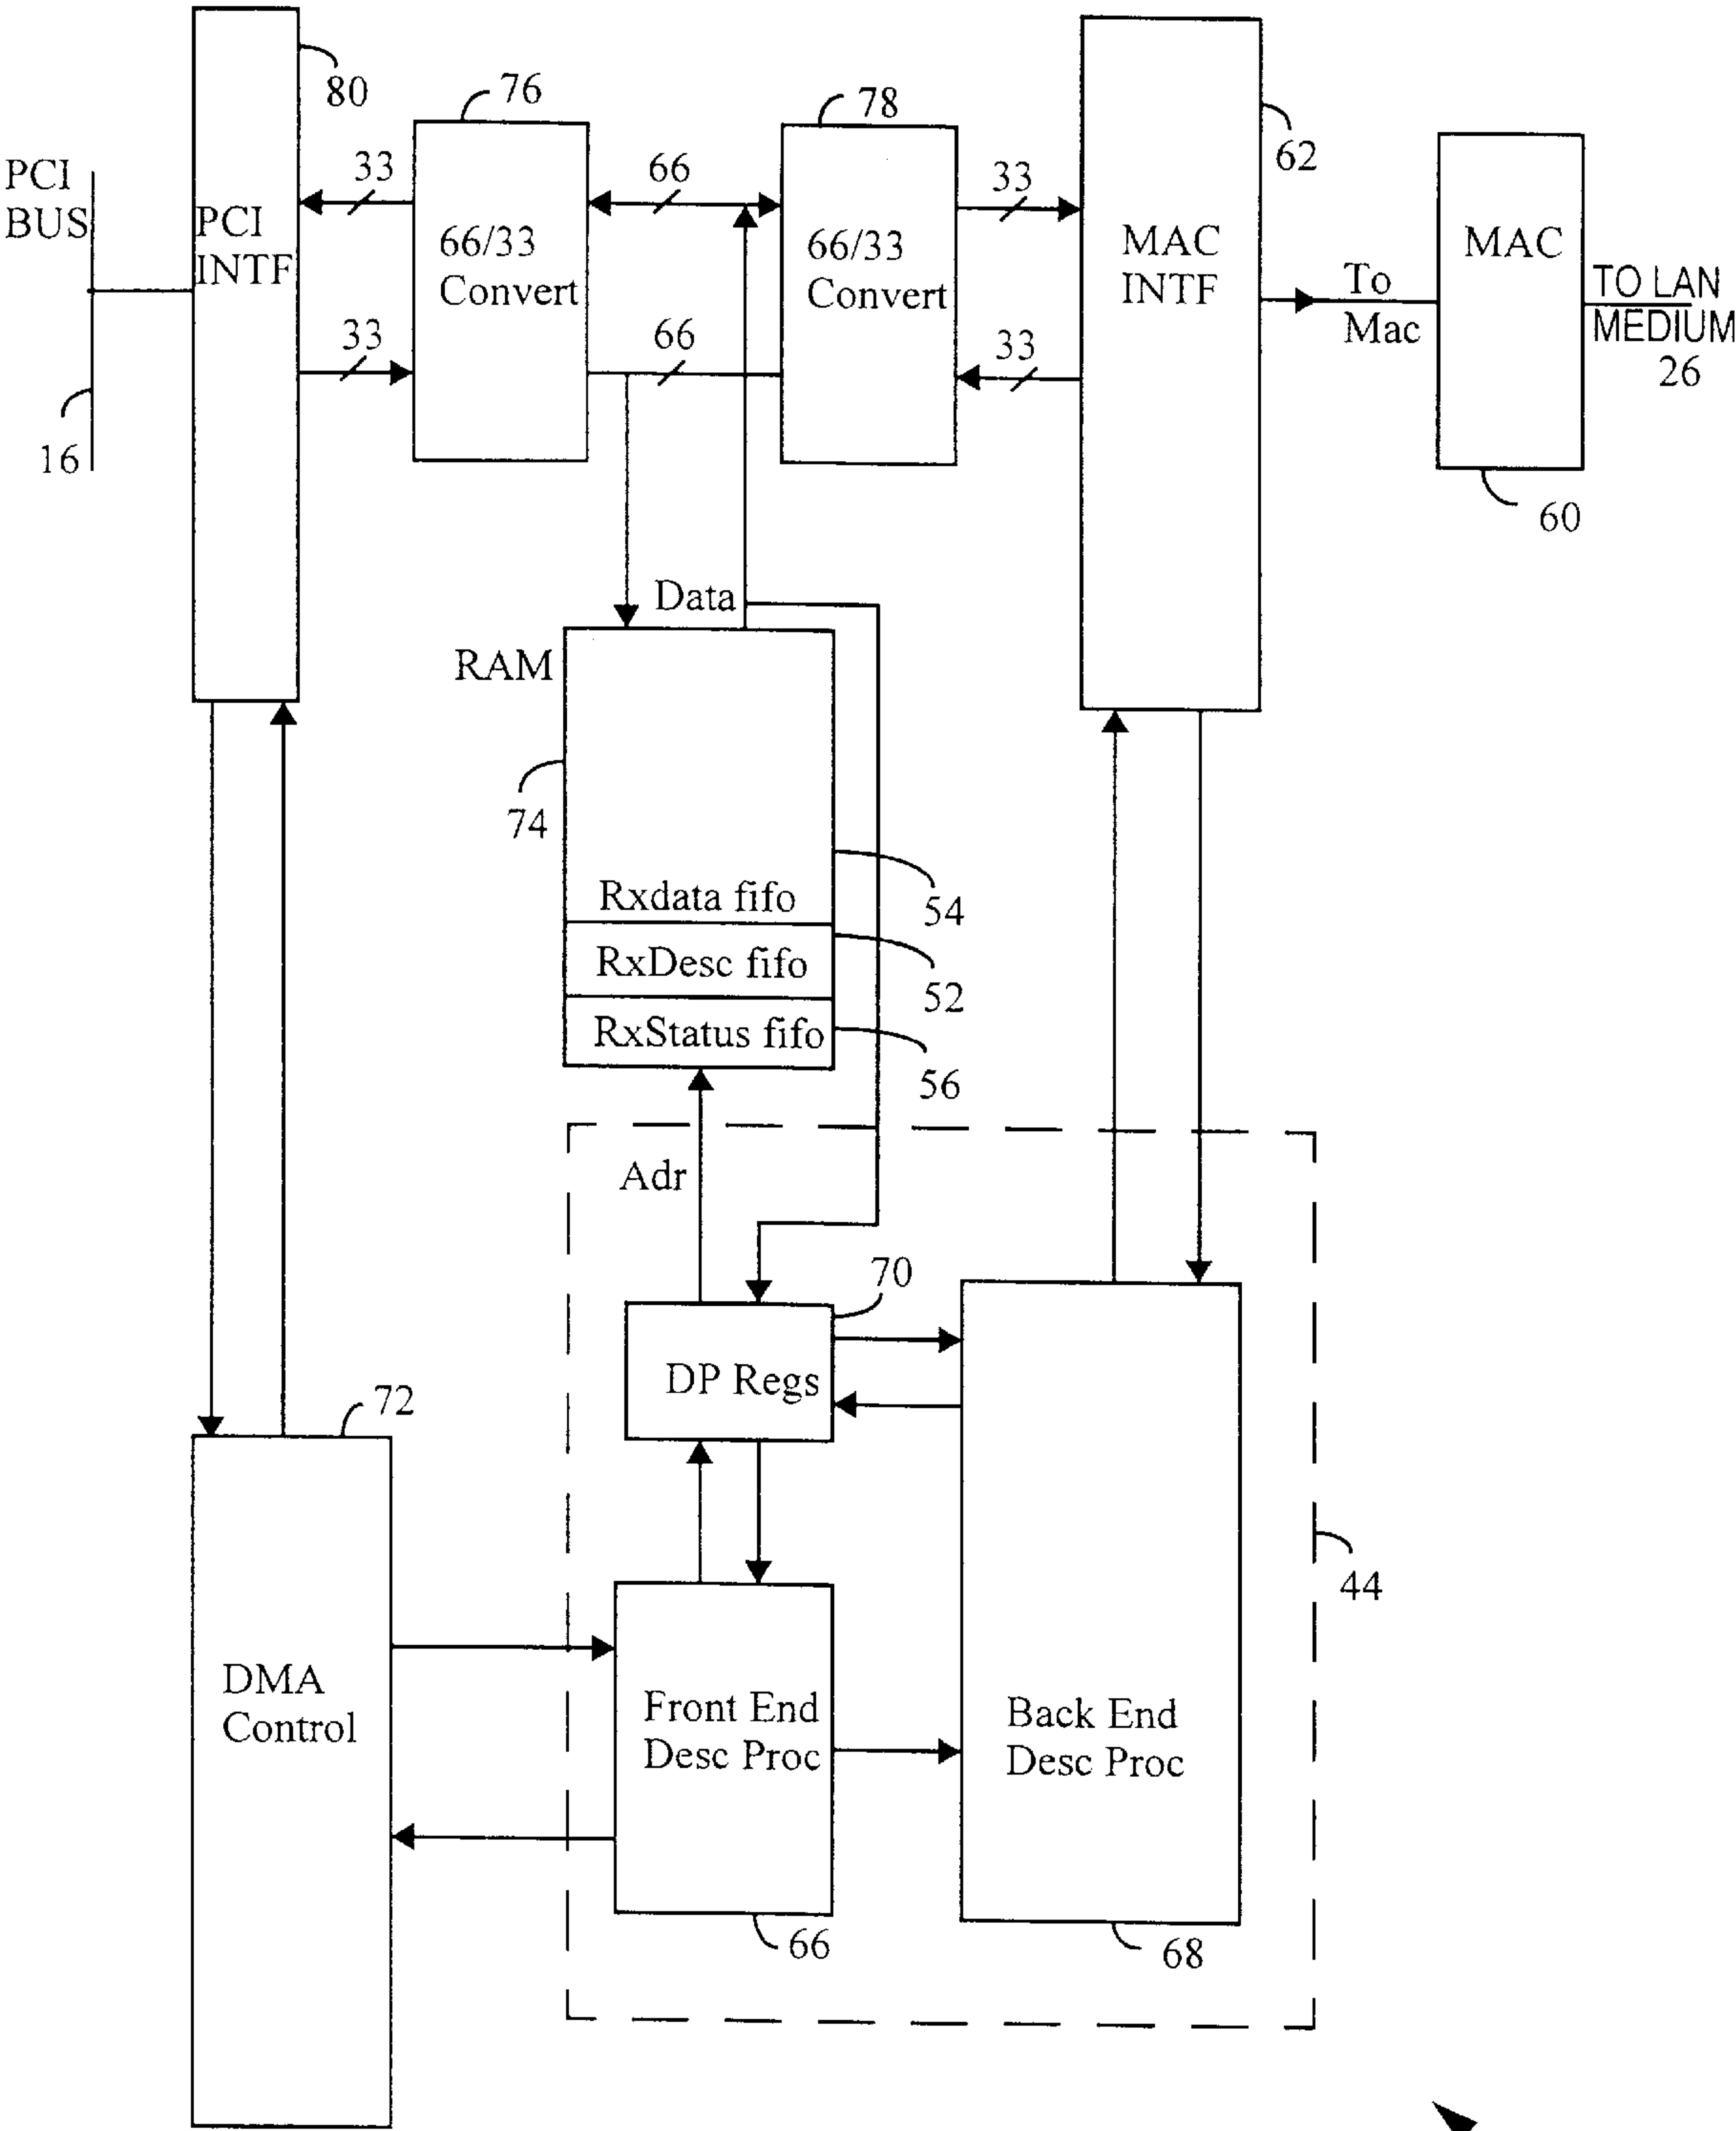 80
76
78
62
PCI
BUS
33
66
33
PCI
INTF
66/33
Convert
66/33
Convert
MAC
INTF
MAC
To
Mac
TO LAN
MEDIUM
26
33
66
33
16
60
Data
RAM
74
Rxdata fifo
54
RxDesc fifo
52
RxStatus fifo
56
Adr
70
DP Regs
72
44
DMA
Control
Front End
Desc Proc
Back End
Desc Proc
66
68